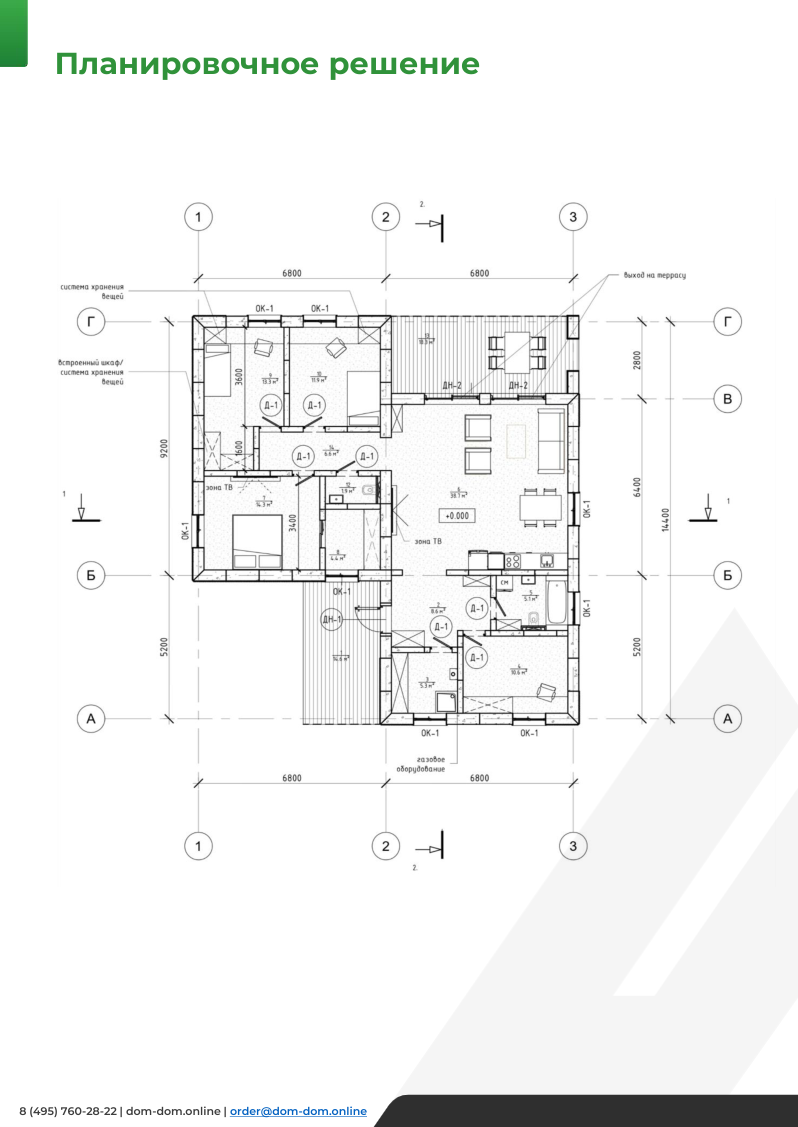 Планировочное решение
2.
1
2
3
6800
6800
система хранения
вещей
выход на террасу
ОК-1
ОК-1
Г
Г
13
18.3 м²
2800
встроенный шкаф/
система хранения
вещей
9
13.3 м²
10
11.9 м²
3600
ДН-2
ДН-2
В
В
Д-1
Д-1
9200
1600
14
6.6 м²
Д-1
Д-1
6400
14400
зона ТВ
7
14.3 м²
12
1.9 м²
6
38.1 м²
1
1
ОК-1
3400
+0.000
ОК-1
зона ТВ
8
4.4 м²
Б
Б
ОК-1
СМ
5
5.1 м²
2
8.6 м²
Д-1
ОК-1
ДН-1
Д-1
5200
5200
1
14.6 м²
Д-1
4
10.6 м²
3
5.3 м²
А
А
ОК-1
ОК-1
газовое
оборудование
6800
6800
1
2
3
2.
8 (495) 760-28-22 | dom-dom.online | order@dom-dom.online